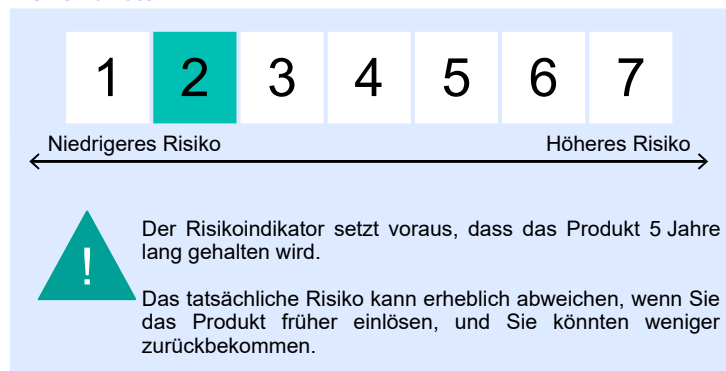 1 2 3 4 5 6 7
Niedrigeres Risiko Höheres Risiko
!
Der Risikoindikator setzt voraus, dass das Produkt 5 Jahre
lang gehalten wird.
Das tatsächliche Risiko kann erheblich abweichen, wenn Sie
das Produkt früher einlösen, und Sie könnten weniger
zurückbekommen.